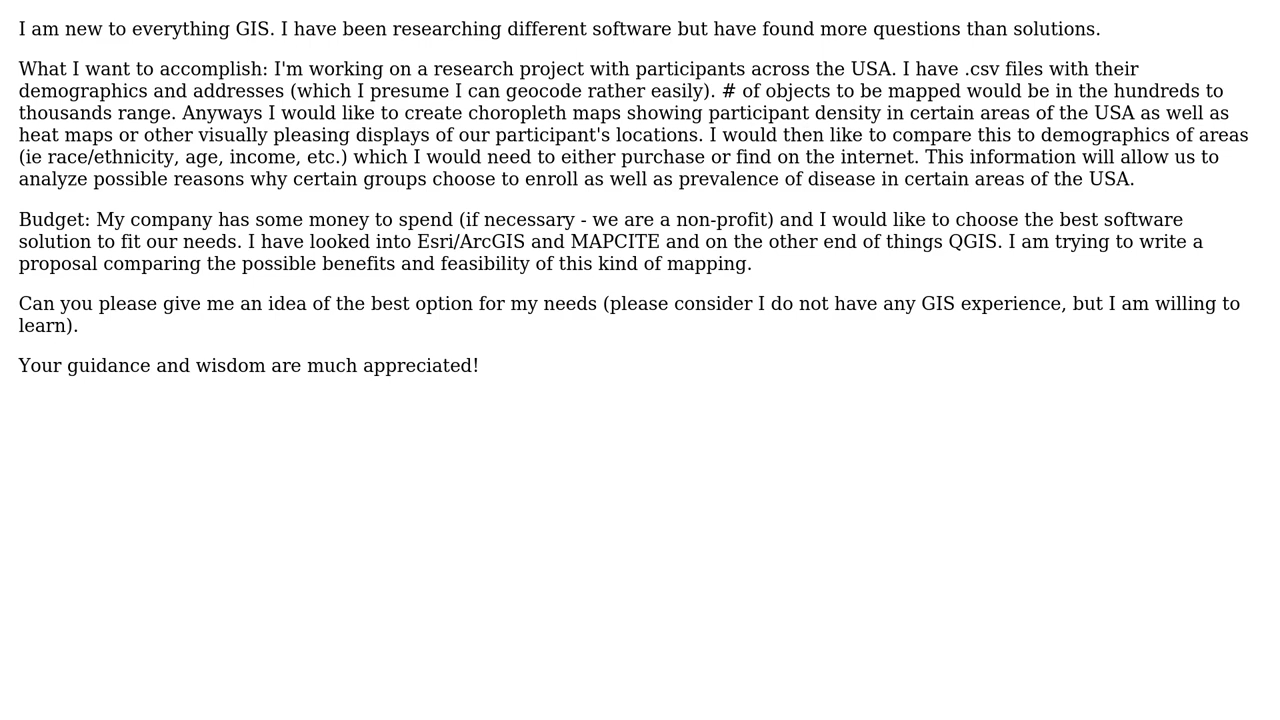 I am new to everything GIS. I have been researching different software but have found more questions than solutions.
What I want to accomplish: I'm working on a research project with participants across the USA. I have .csv files with their
demographics and addresses (which I presume I can geocode rather easily). # of objects to be mapped would be in the hundreds to
thousands range. Anyways I would like to create choropleth maps showing participant density in certain areas of the USA as well as
heat maps or other visually pleasing displays of our participant's locations. I would then like to compare this to demographics of areas
(ie race/ethnicity, age, income, etc.) which I would need to either purchase or find on the internet. This information will allow us to
analyze possible reasons why certain groups choose to enroll as well as prevalence of disease in certain areas of the USA.
Budget: My company has some money to spend (if necessary - we are a non-profit) and I would like to choose the best software
solution to fit our needs. I have looked into Esri/ArcGIS and MAPCITE and on the other end of things QGIS. I am trying to write a
proposal comparing the possible benefits and feasibility of this kind of mapping.
Can you please give me an idea of the best option for my needs (please consider I do not have any GIS experience, but I am willing to
learn).
Your guidance and wisdom are much appreciated!